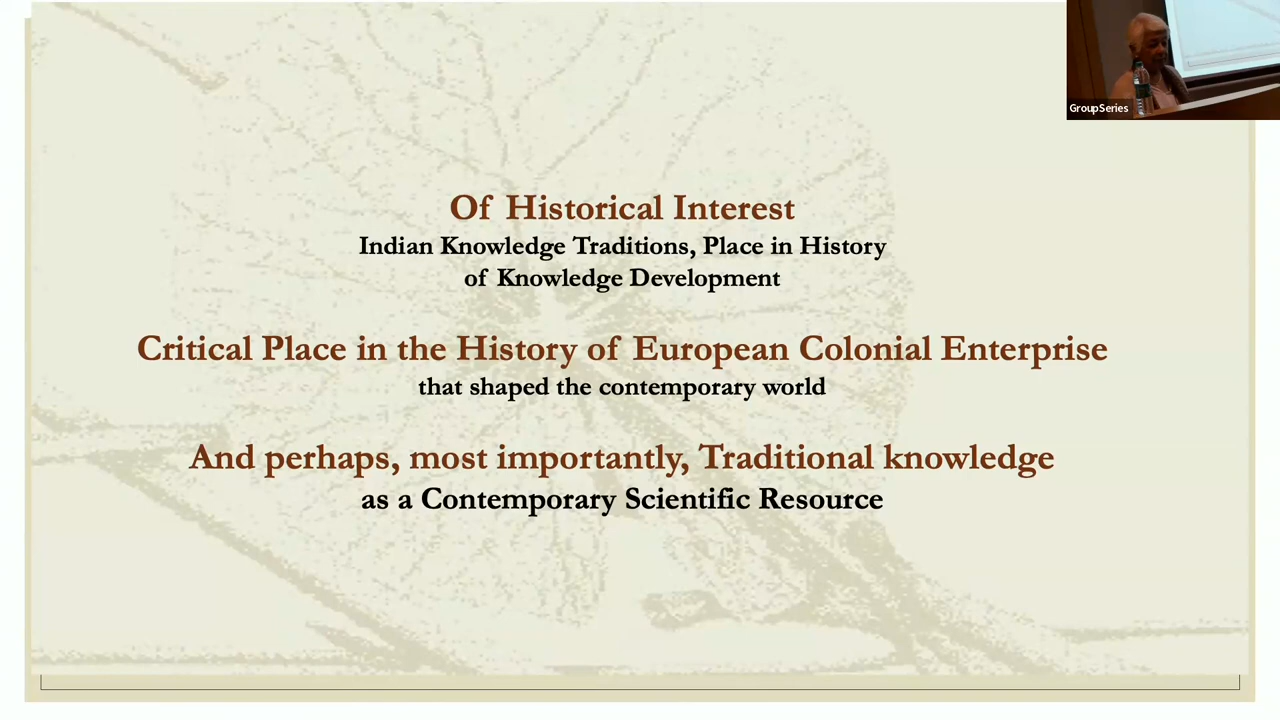 GroupSeries
Of Historical Interest
Indian Knowledge Traditions, Place in History
of Knowledge Development
Critical Place in the History of European Colonial Enterprise
that shaped the contemporary world
And perhaps, most importantly, Traditional knowledge
as a Contemporary Scientific Resource